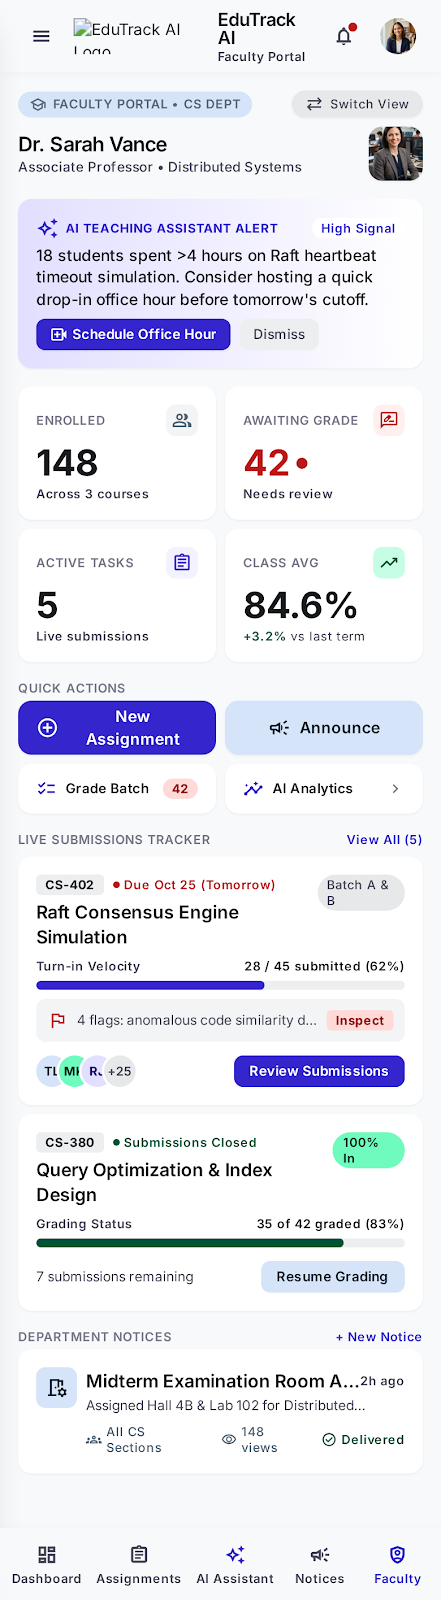 EduTrack AI
Logo
EduTrack
AI
Faculty Portal
FACULTY PORTAL • CS DEPT
Switch View
Dr. Sarah Vance
Associate Professor • Distributed Systems
AI TEACHING ASSISTANT ALERT
High Signal
18 students spent >4 hours on Raft heartbeat
timeout simulation. Consider hosting a quick
drop-in office hour before tomorrow's cutoff.
Schedule Office Hour
Dismiss
ENROLLED
148
Across 3 courses
AWAITING GRADE
42
Needs review
ACTIVE TASKS
5
Live submissions
CLASS AVG
84.6%
+3.2% vs last term
QUICK ACTIONS
New
Assignment
Announce
Grade Batch
42
AI Analytics
LIVE SUBMISSIONS TRACKER
View All (5)
CS-402
Due Oct 25 (Tomorrow)
Batch A &
B
Raft Consensus Engine
Simulation
Turn-in Velocity
28 / 45 submitted (62%)
4 flags: anomalous code similarity d...
Inspect
+25
Review Submissions
CS-380
Submissions Closed
100%
In
Query Optimization & Index
Design
Grading Status
35 of 42 graded (83%)
7 submissions remaining
Resume Grading
DEPARTMENT NOTICES
+ New Notice
Midterm Examination Room A...
2h ago
Assigned Hall 4B & Lab 102 for Distributed...
All CS
Sections
148
views
Delivered
Dashboard
Assignments
AI Assistant
Notices
Faculty